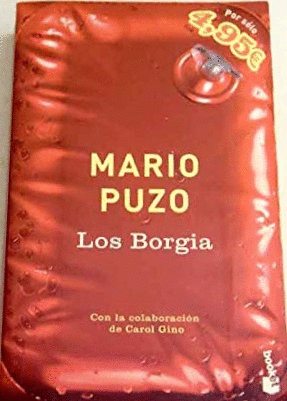 Por sólo
4,95€
MARIO
PUZO
Los Borgia
Con la colaboración
de Carol Gino
booket